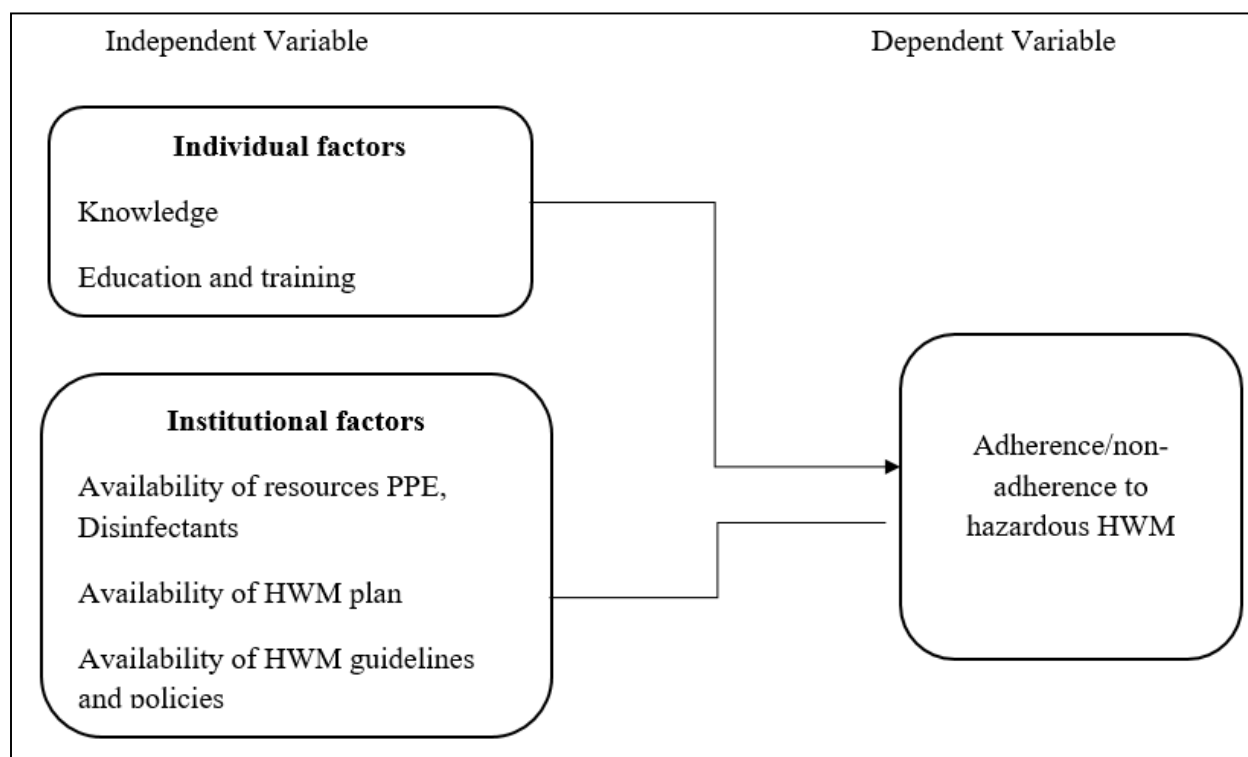 Independent Variable
Dependent Variable
Individual factors
Knowledge
Education and training
Institutional factors
Availability of resources PPE,
Disinfectants
Availability of HWM plan
Availability of HWM guidelines
and policies
Adherence/non-
adherence to
hazardous HWM